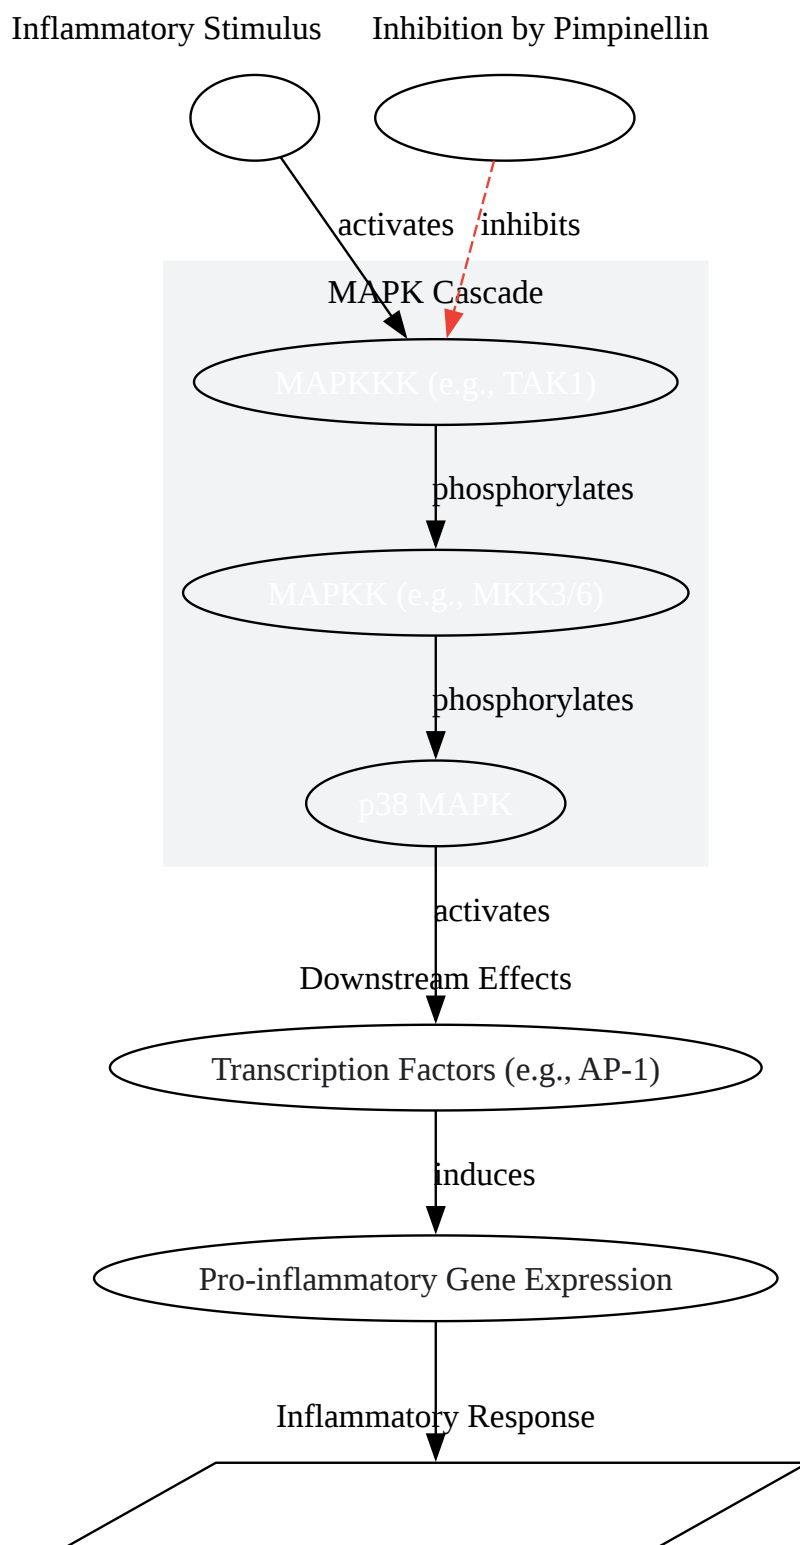 Inflammatory Stimulus
Inhibition by Pimpinellin
activates
inhibits
MAPK Cascade
MAPKKK (e.g., TAK1)
phosphorylates
MAPKK (e.g., MKK3/6)
phosphorylates
p38 MAPK
activates
Downstream Effects
Transcription Factors (e.g., AP-1)
induces
Pro-inflammatory Gene Expression
Inflammatory Response